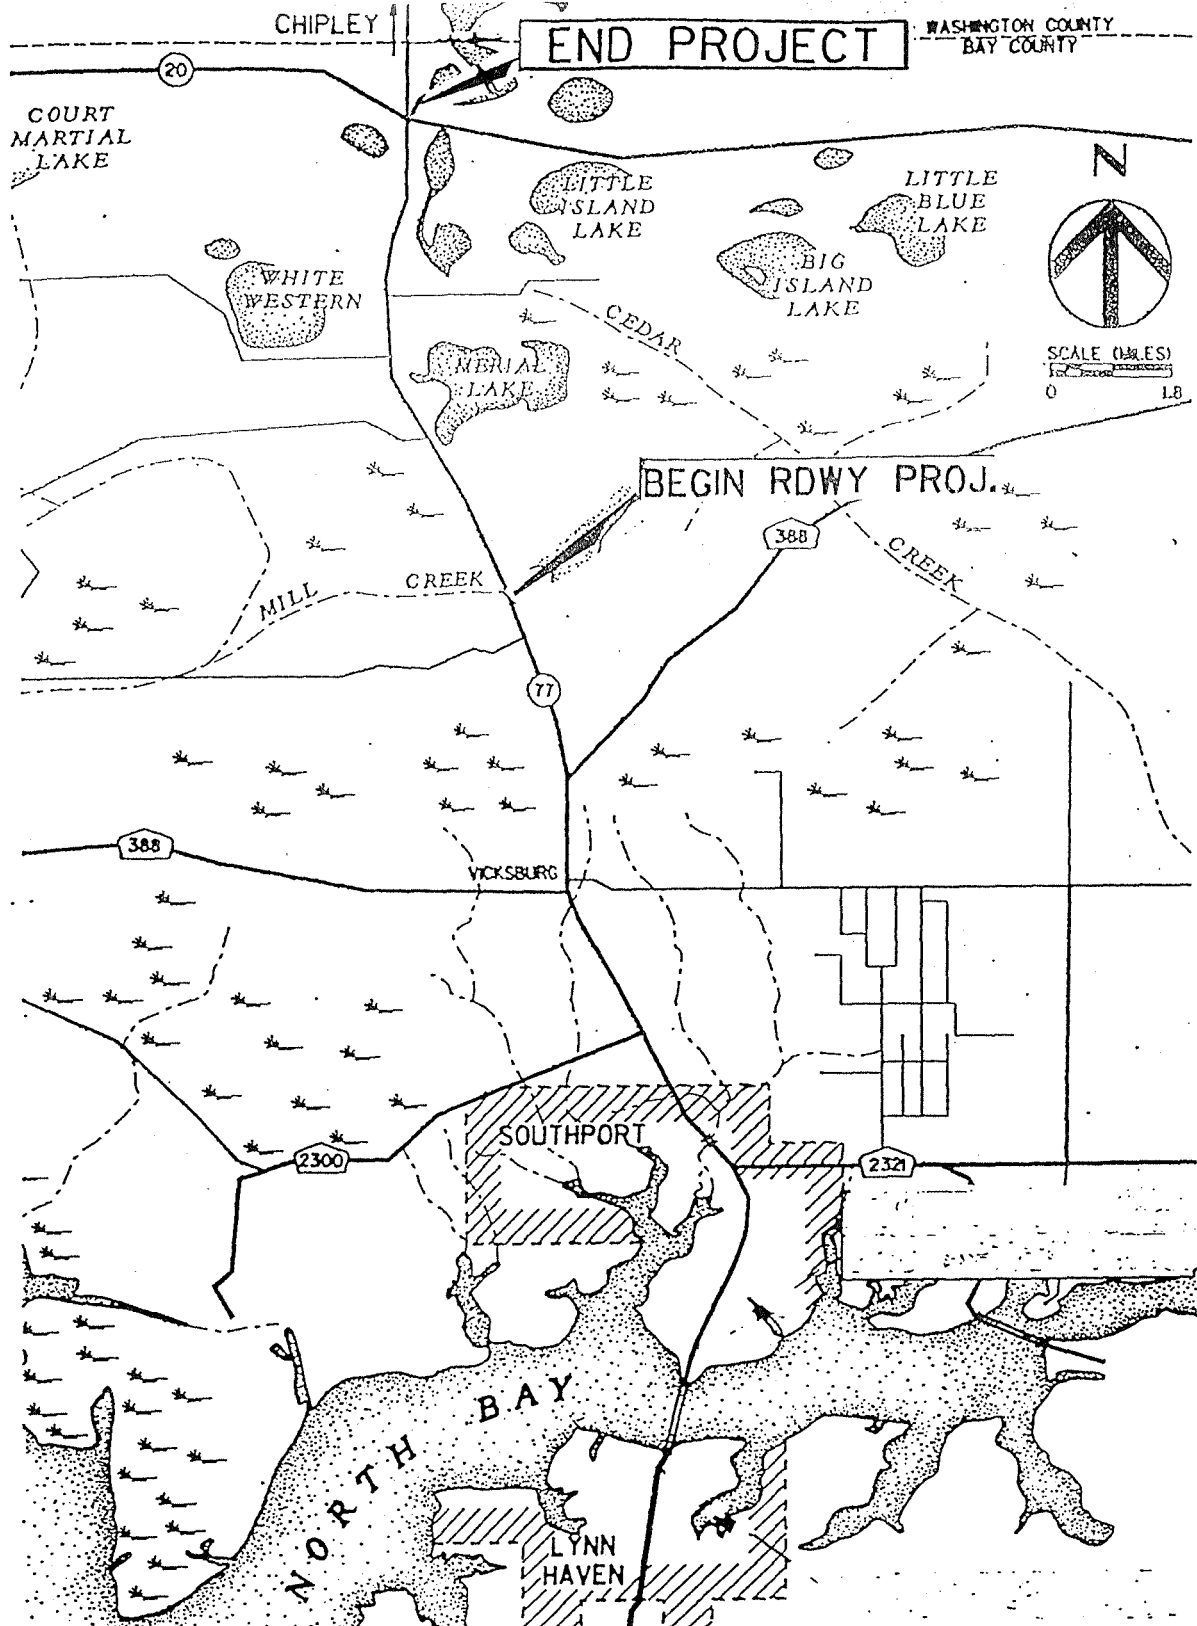 CHIPLEY
END PROJECT
WASHINGTON COUNTY
BAY COUNTY
20
COURT
MARTIAL
LAKE
N
LITTLE
ISLAND
LAKE
LITTLE
BLUE
LAKE
WHITE
WESTERN
BIG
ISLAND
LAKE
CEDAR
MERIAL
LAKE
SCALE (MILES)
0 1.8
BEGIN RDWY PROJ.
388
CREEK
MILL CREEK
77
388
VICKSBURG
SOUTHPORT
2300
2321
NORTH BAY
LYNN
HAVEN